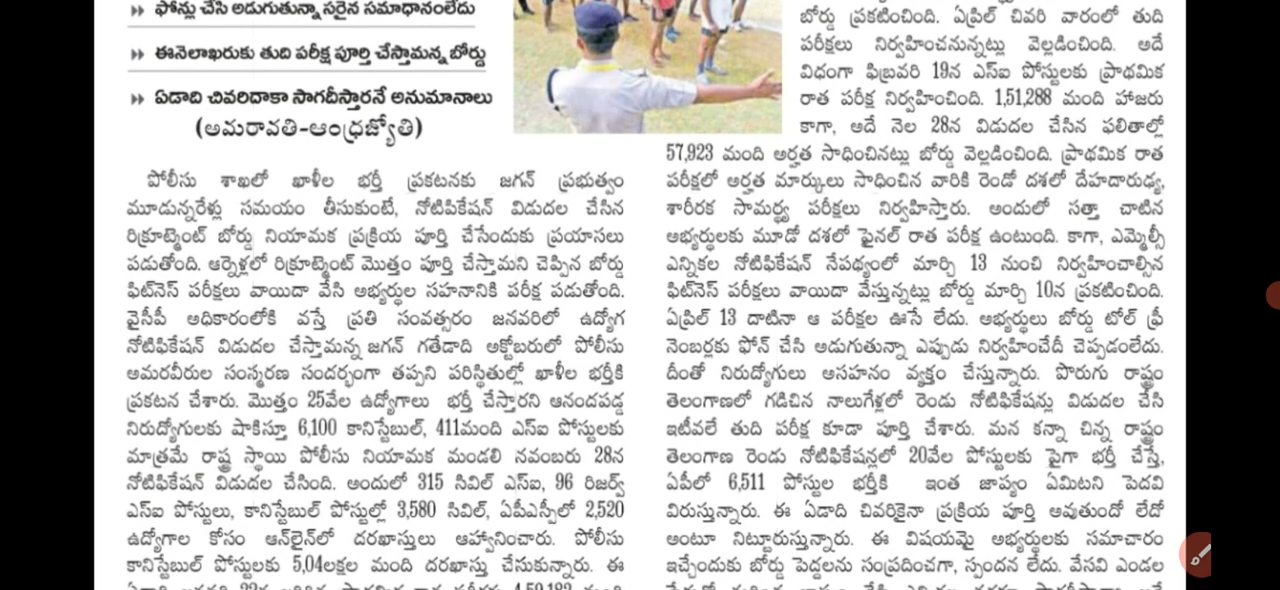 ఫోన్లు చేసి అడుగుతున్నా సరైన సమాధానంలేదు
ఈనెలాఖరుకు తుది పరీక్ష పూర్తి చేస్తామన్న బోర్డు
ఏడాది చివరిదాకా సాగదీస్తారనే అనుమానాలు
(అమరావతి-ఆంధ్రజ్యోతి)
పోలీసు శాఖలో ఖాళీల భర్తీ ప్రకటనకు జగన్ ప్రభుత్వం
మూడున్నరేళ్లు సమయం తీసుకుంటే, నోటిపికేషన్ విడుదల చేసిన
రిక్రూట్మెంట్ బోర్డు నియామక ప్రక్రియ పూర్తి చేసేందుకు ప్రయాసలు
పడుతోంది. ఆర్నెళ్లలో రిక్రూట్మెంట్ మొత్తం పూర్తి చేస్తామని చెప్పిన బోర్డు
ఫిట్‌నెస్ పరీక్షలు వాయిదా వేసి అభ్యర్థుల సహనానికి పరీక్ష పడుతోంది.
వైసీపీ అధికారంలోకి వస్తే ప్రతి సంవత్సరం జనవరిలో ఉద్యోగ
నోటిఫికేషన్ విడుదల చేస్తామన్న జగన్ గతేడాది అక్టోబరులో పోలీసు
అమరవీరుల సంస్మరణ సందర్భంగా తప్పని పరిస్థితుల్లో ఖాళీల భర్తీకి
ప్రకటన చేశారు. మొత్తం 25వేల ఉద్యోగాలు భర్తీ చేస్తారని ఆనందపడ్డ
నిరుద్యోగులకు షాకిస్తూ 6,100 కానిస్టేబుల్, 411మంది ఎస్ఐ పోస్టులకు
మాత్రమే రాష్ట్ర స్థాయి పోలీసు నియామక మండలి నవంబరు 28న
నోటిఫికేషన్ విడుదల చేసింది. అందులో 315 సివిల్ ఎస్ఐ, 96 రిజర్వ్
ఎస్ఐ పోస్టులు, కానిస్టేబుల్ పోస్టుల్లో 3,580 సివిల్, ఏపీఎస్పీలో 2,520
ఉద్యోగాల కోసం ఆన్‌లైన్‌లో దరఖాస్తులు ఆహ్వానించారు. పోలీసు
కానిస్టేబుల్ పోస్టులకు 5,04లక్షల మంది దరఖాస్తు చేసుకున్నారు. ఈ
బోర్డు ప్రకటించింది. ఏప్రిల్ చివరి వారంలో తుది
పరీక్షలు నిర్వహించనున్నట్లు వెల్లడించింది. అదే
విధంగా ఫిబ్రవరి 19న ఎస్ఐ పోస్టులకు ప్రాథమిక
రాత పరీక్ష నిర్వహించింది. 1,51,288 మంది హాజరు
కాగా, అదే నెల 28న విడుదల చేసిన ఫలితాల్లో
57,923 మంది అర్హత సాధించినట్లు బోర్డు వెల్లడించింది. ప్రాథమిక రాత
పరీక్షలో అర్హత మార్కులు సాధించిన వారికి రెండో దశలో దేహదారుఢ్య,
శారీరక సామర్థ్య పరీక్షలు నిర్వహిస్తారు. అందులో సత్తా చాటిన
అభ్యర్థులకు మూడో దశలో ఫైనల్ రాత పరీక్ష ఉంటుంది. కాగా, ఎమ్మెల్సీ
ఎన్నికల నోటిఫికేషన్ నేపథ్యంలో మార్చి 13 నుంచి నిర్వహించాల్సిన
ఫిట్‌నెస్ పరీక్షలు వాయిదా వేస్తున్నట్లు బోర్డు మార్చి 10న ప్రకటించింది.
ఏప్రిల్ 13 దాటినా ఆ పరీక్షల ఊసే లేదు. అభ్యర్థులు బోర్డు టోల్ ఫ్రీ
నెంబర్లకు ఫోన్ చేసి అడుగుతున్నా ఎప్పుడు నిర్వహించేదీ చెప్పడంలేదు.
దీంతో నిరుద్యోగులు అసహనం వ్యక్తం చేస్తున్నారు. పొరుగు రాష్ట్రం
తెలంగాణలో గడిచిన నాలుగేళ్లలో రెండు నోటిఫికేషన్లు విడుదల చేసి
ఇటీవలే తుది పరీక్ష కూడా పూర్తి చేశారు. మన కన్నా చిన్న రాష్ట్రం
తెలంగాణ రెండు నోటిఫికేషన్లలో 20వేల పోస్టులకు పైగా భర్తీ చేస్తే,
ఏపీలో 6,511 పోస్టుల భర్తీకి ఇంత జాప్యం ఏమిటని పెదవి
విరుస్తున్నారు. ఈ ఏడాది చివరికైనా ప్రక్రియ పూర్తి అవుతుందో లేదో
అంటూ నిట్టూరుస్తున్నారు. ఈ విషయమై అభ్యర్థులకు సమాచారం
ఇచ్చేందుకు బోర్డు పెద్దలను సంప్రదించగా, స్పందన లేదు. వేసవి ఎండల